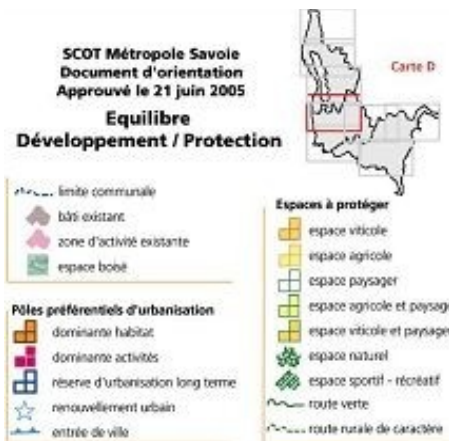 SCOT Métropole Savoie
Document d'orientation
Approuvé le 21 juin 2005
Equilibre
Développement / Protection
Carte D
limite communale
bâti existant
zone d'activité existante
espace boisé
Pôles préférentiels d'urbanisation
dominante habitat
dominante activités
réserve d'urbanisation long terme
renouvellement urbain
entrée de ville
Espaces à protéger
espace viticole
espace agricole
espace paysager
espace agricole et paysage
espace viticole et paysage
espace naturel
espace sportif - récréatif
route verte
route rurale de caractère